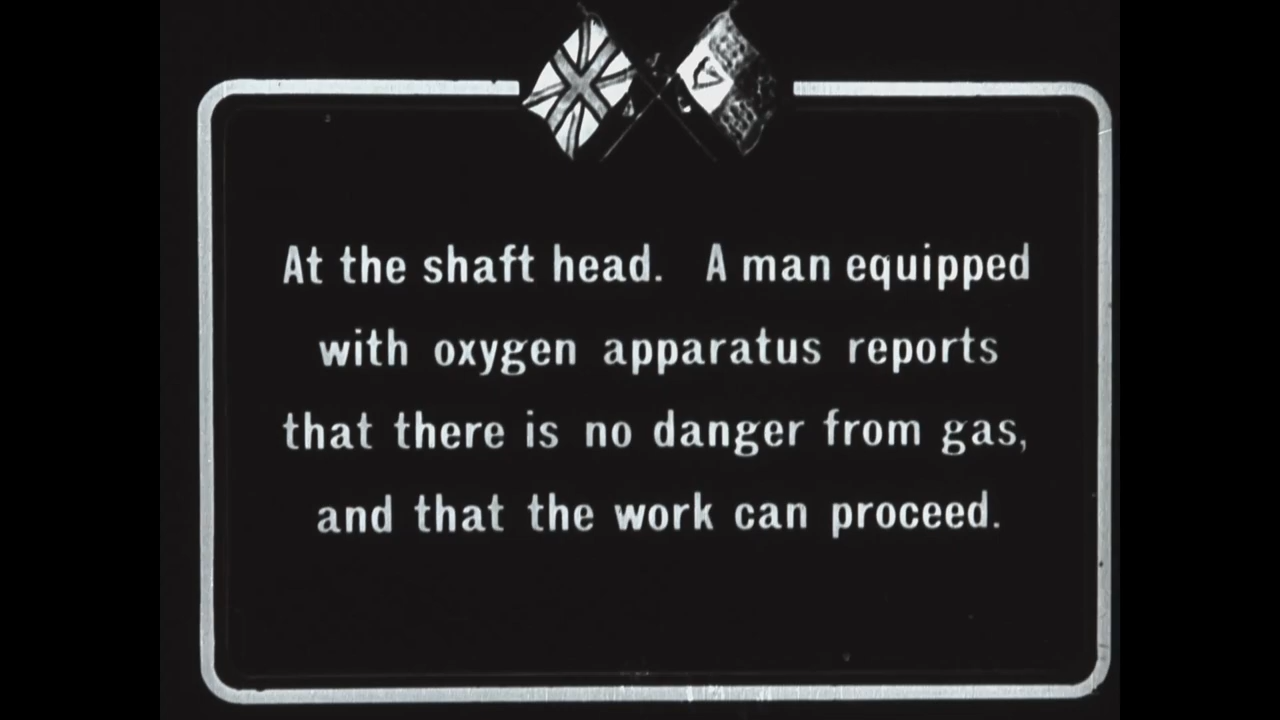 At the shaft head. A man equipped
with oxygen apparatus reports
that there is no danger from gas,
and that the work can proceed.